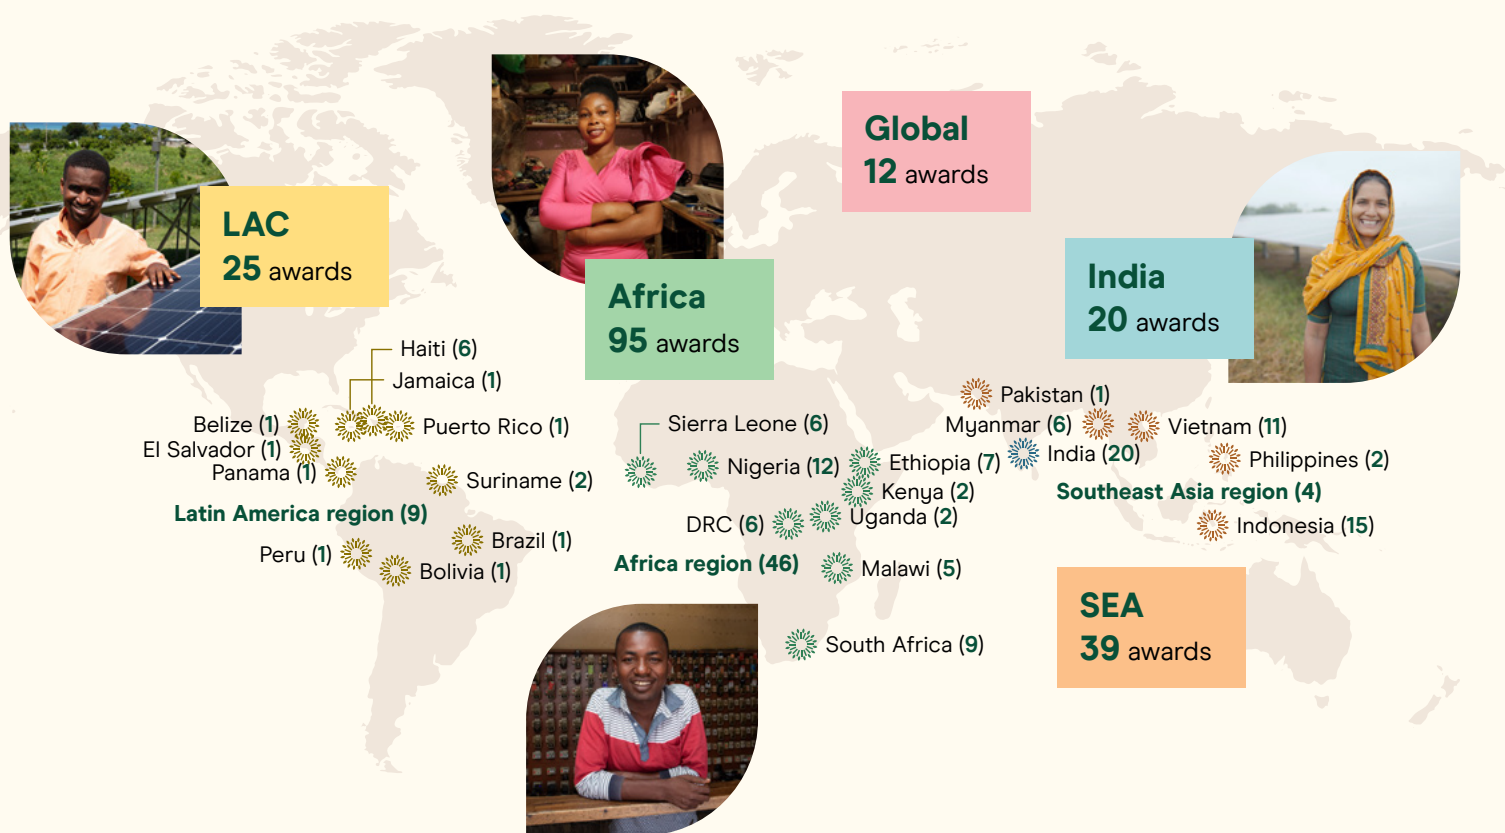 Global
12 awards
LAC
25 awards
India
20 awards
Africa
95 awards
Haiti (6)
Jamaica (1)
Belize (1)
Puerto Rico (1)
El Salvador (1)
Panama (1)
Suriname (2)
Latin America region (9)
Brazil (1)
Peru (1)
Bolivia (1)
Sierra Leone (6)
Nigeria (12)
Ethiopia (7)
Kenya (2)
DRC (6)
Uganda (2)
Africa region (46)
Malawi (5)
South Africa (9)
Pakistan (1)
Myanmar (6)
Vietnam (11)
India (20)
Philippines (2)
Southeast Asia region (4)
Indonesia (15)
SEA
39 awards